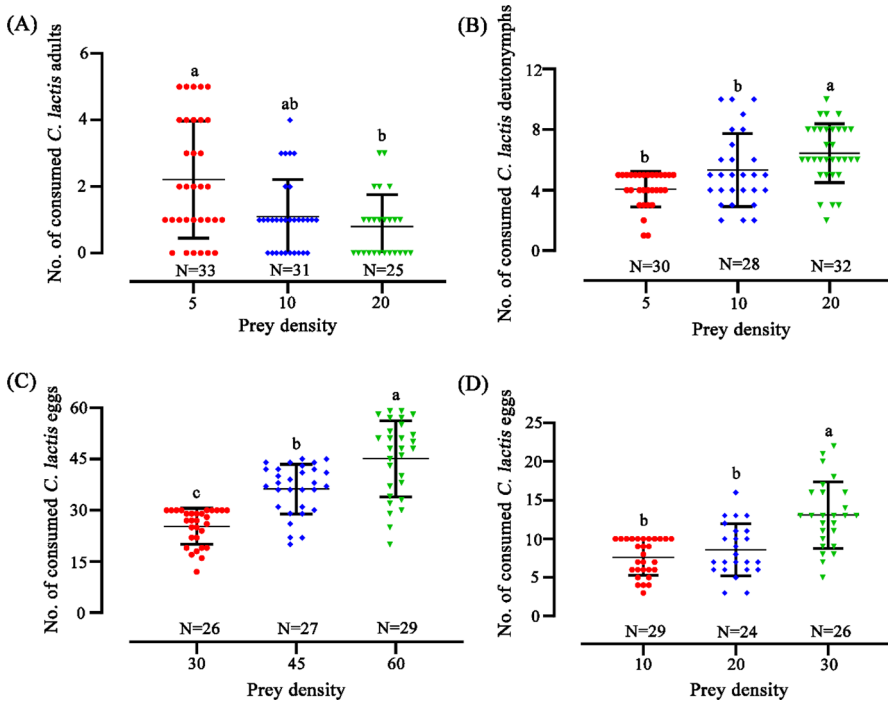 (A)
No. of consumed C. lactis adults
6
4
2
0
a
ab
b
N=33 N=31 N=25
5 10 20
Prey density
(B)
No. of consumed C. lactis deutonymphs
12
8
4
0
b
b
a
N=30 N=28 N=32
5 10 20
Prey density
(C)
No. of consumed C. lactis eggs
60
45
30
15
0
c
b
a
N=26 N=27 N=29
30 45 60
Prey density
(D)
No. of consumed C. lactis eggs
25
20
15
10
5
0
b
b
a
N=29 N=24 N=26
10 20 30
Prey density